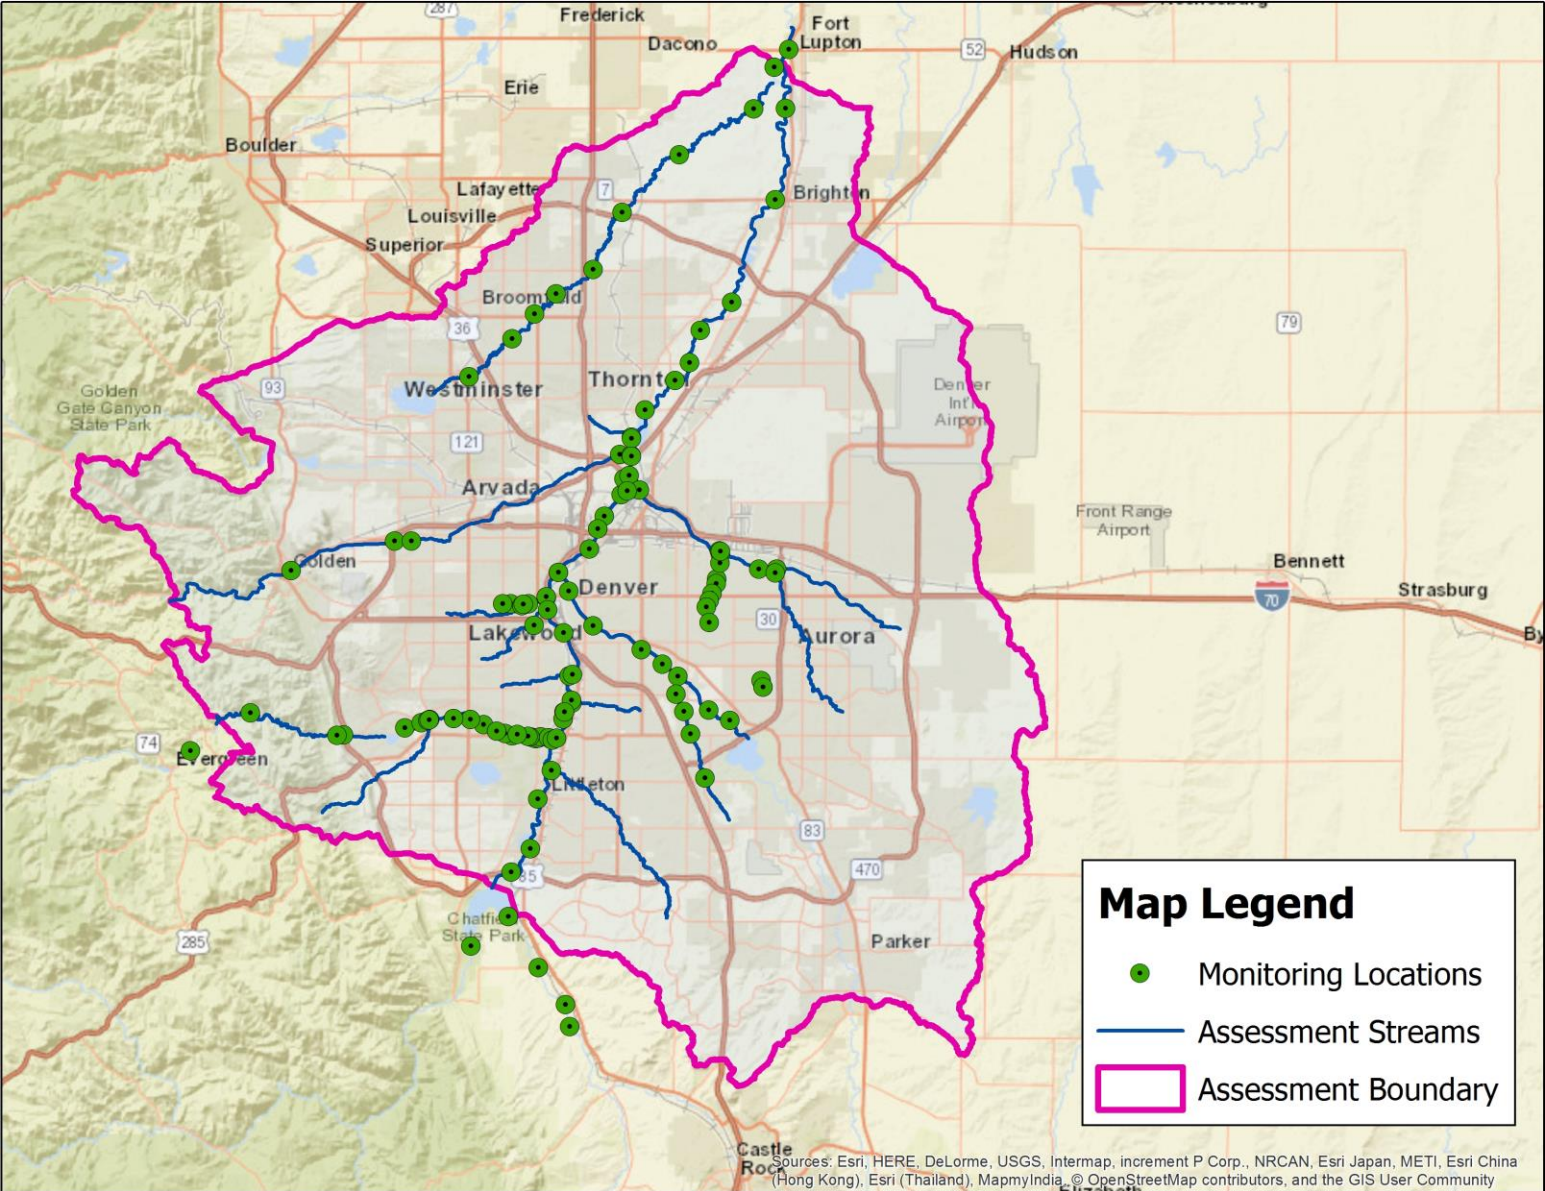 287
Frederick
Fort
Lupton
Dacono
52
Hudson
Erie
Boulder
Lafayette
7
Brighton
Louisville
Superior
Broomfield
36
79
Golden
Gate Canyon
State Park
93
Westminster
Thornton
Denver
Int'l
Airport
121
Arvada
Front Range
Airport
Golden
Bennett
Denver
70
Strasburg
By
30
Lakewood
Aurora
74
Evergreen
Littleton
83
470
85
Chatfield
State Park
285
Parker
Map Legend
Monitoring Locations
Assessment Streams
Assessment Boundary
Castle
Rock
Sources: Esri, HERE, DeLorme, USGS, Intermap, increment P Corp., NRCAN, Esri Japan, METI, Esri China
(Hong Kong), Esri (Thailand), MapmyIndia, © OpenStreetMap contributors, and the GIS User Community